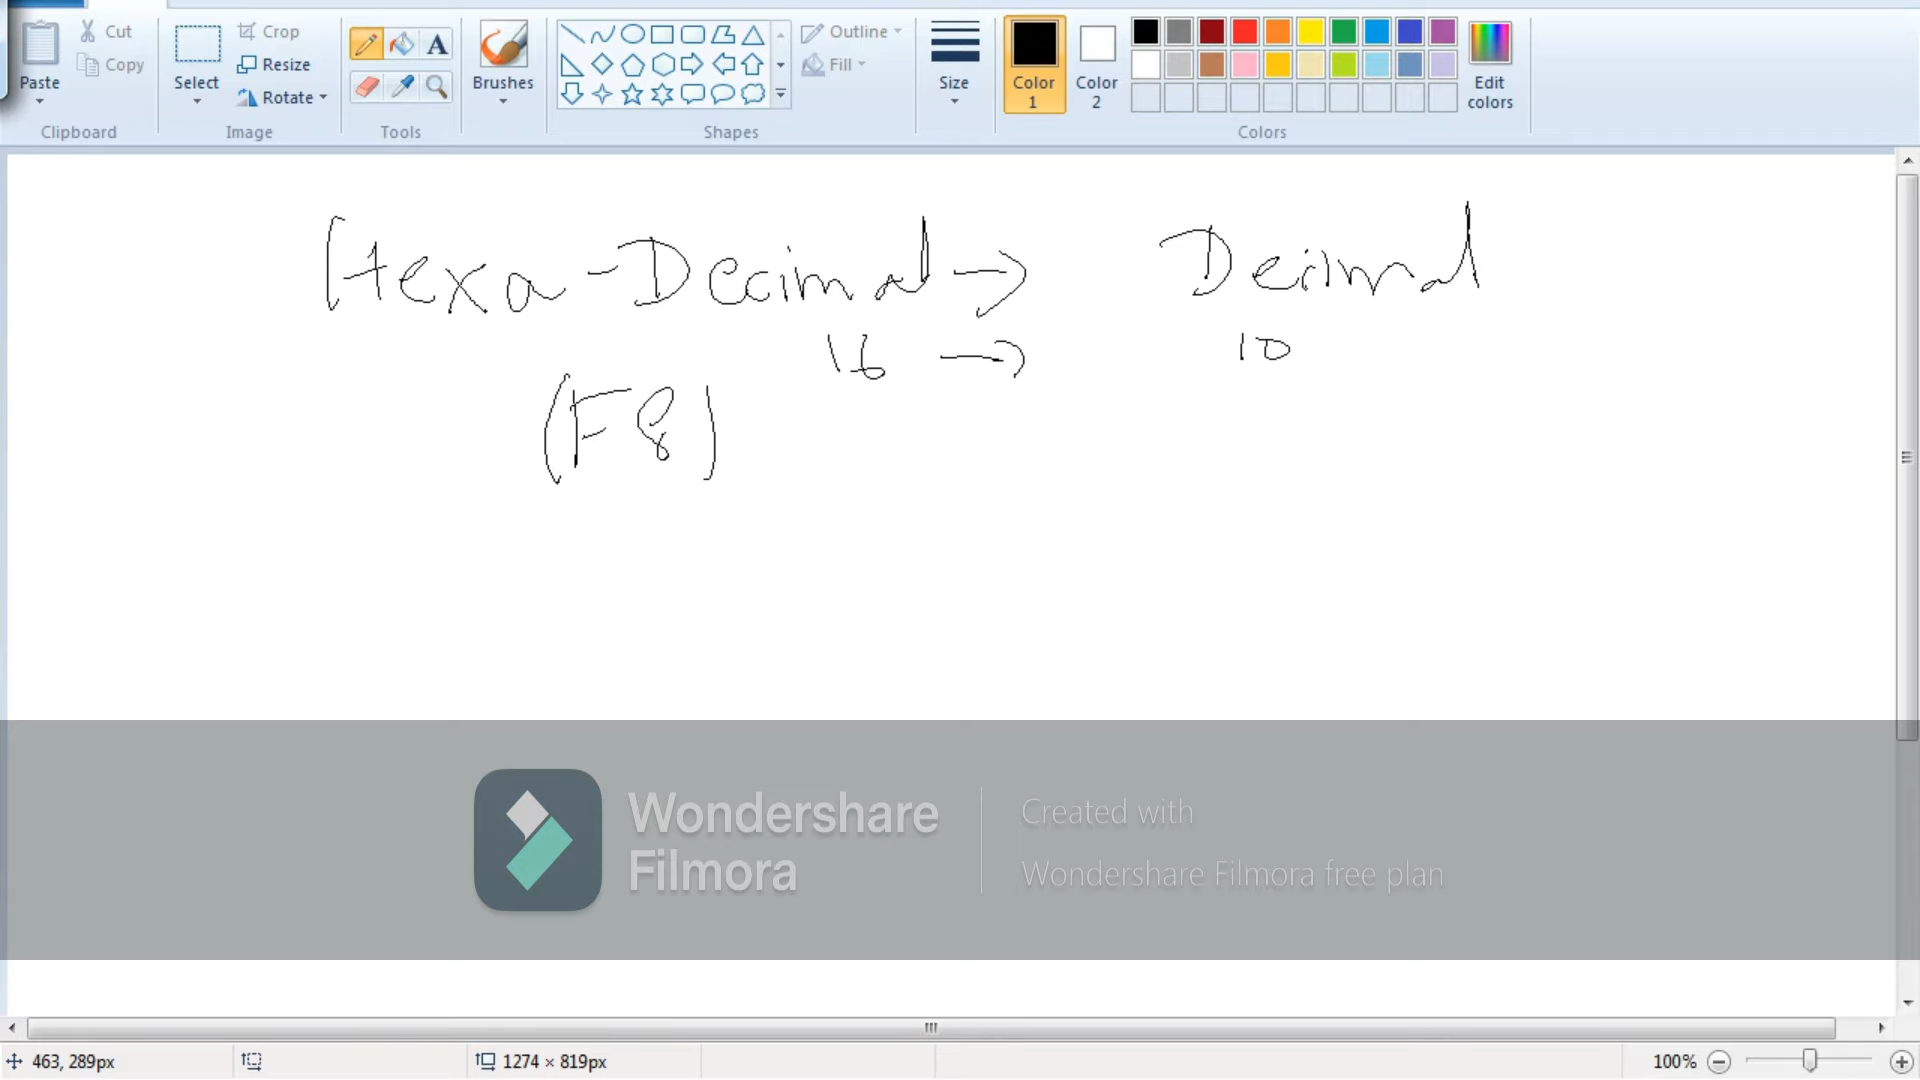 Cut
Copy
Paste
Clipboard
Crop
Resize
Rotate
Select
Image
Tools
Brushes
Shapes
Outline
Fill
Size
Color 1
Color 2
Edit colors
Colors
Hexa-Decimal → Decimal
16 → 10
(F8)
Wondershare Filmora
Created with
Wondershare Filmora free plan
463, 289px
1274 × 819px
100%